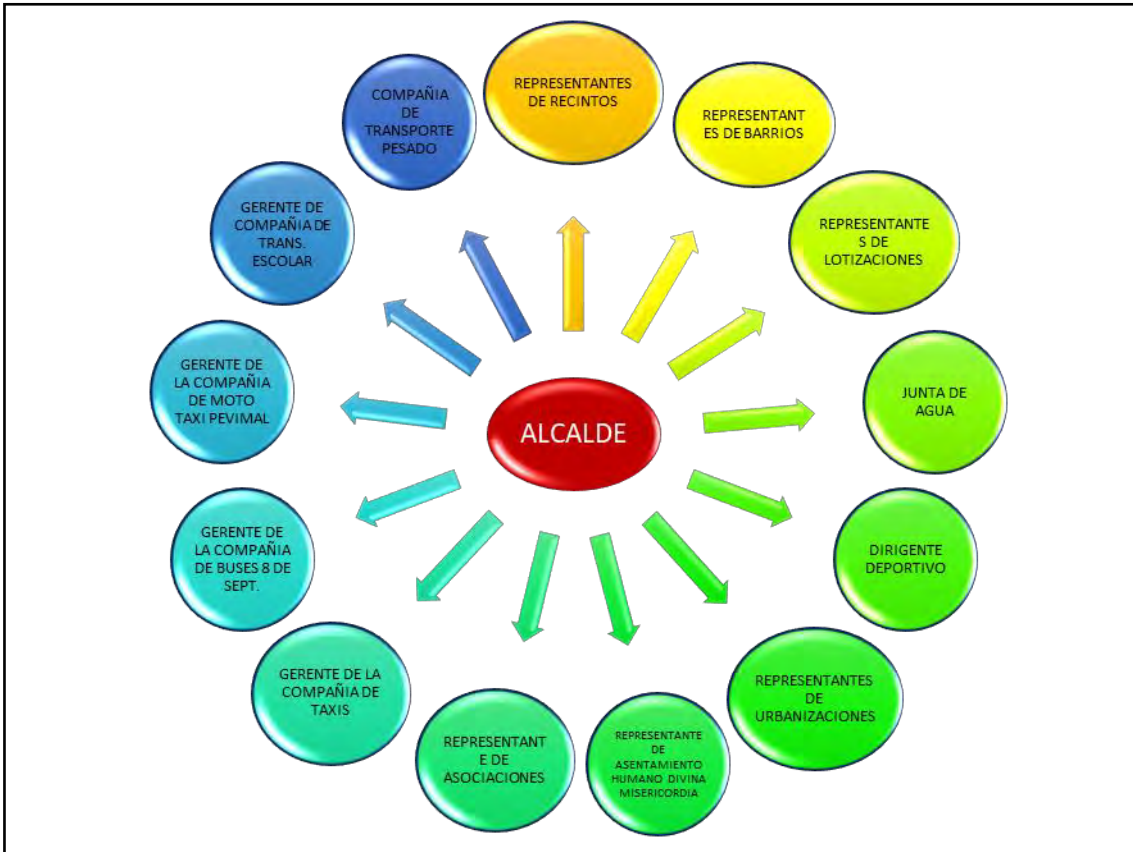 REPRESENTANTES
DE RECINTOS
REPRESENTANT
ES DE BARRIOS
REPRESENTANTE
S DE
LOTIZACIONES
JUNTA DE
AGUA
DIRIGENTE
DEPORTIVO
REPRESENTANTES
DE
URBANIZACIONES
REPRESENTANTE
DE
ASENTAMIENTO
HUMANO DIVINA
MISERICORDIA
REPRESENTANT
E DE
ASOCIACIONES
GERENTE DE LA
COMPAÑIA DE
TAXIS
GERENTE DE
LA COMPAÑIA
DE BUSES 8 DE
SEPT.
GERENTE DE
LA COMPAÑIA
DE MOTO
TAXI PEVIMAL
GERENTE DE
COMPAÑIA DE
TRANS.
ESCOLAR
COMPAÑIA
DE
TRANSPORTE
PESADO
ALCALDE